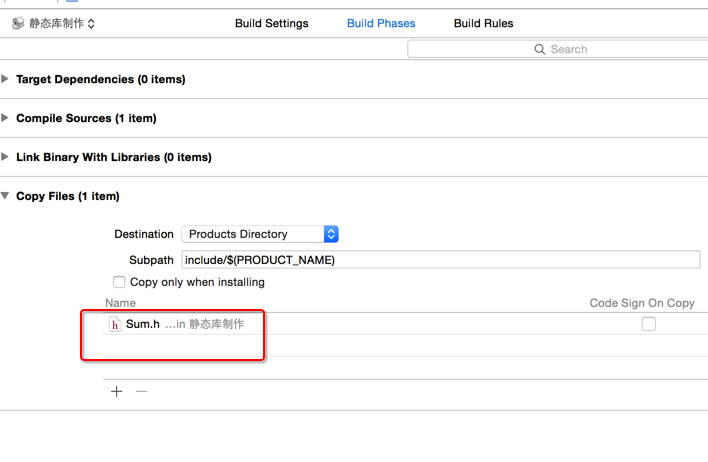 静态库制作 Build Settings Build Phases Build Rules
Search
Target Dependencies (0 items)
Compile Sources (1 item)
Link Binary With Libraries (0 items)
Copy Files (1 item)
Destination Products Directory
Subpath include/$(PRODUCT_NAME)
Copy only when installing
Name Code Sign On Copy
h Sum.h ...in 静态库制作